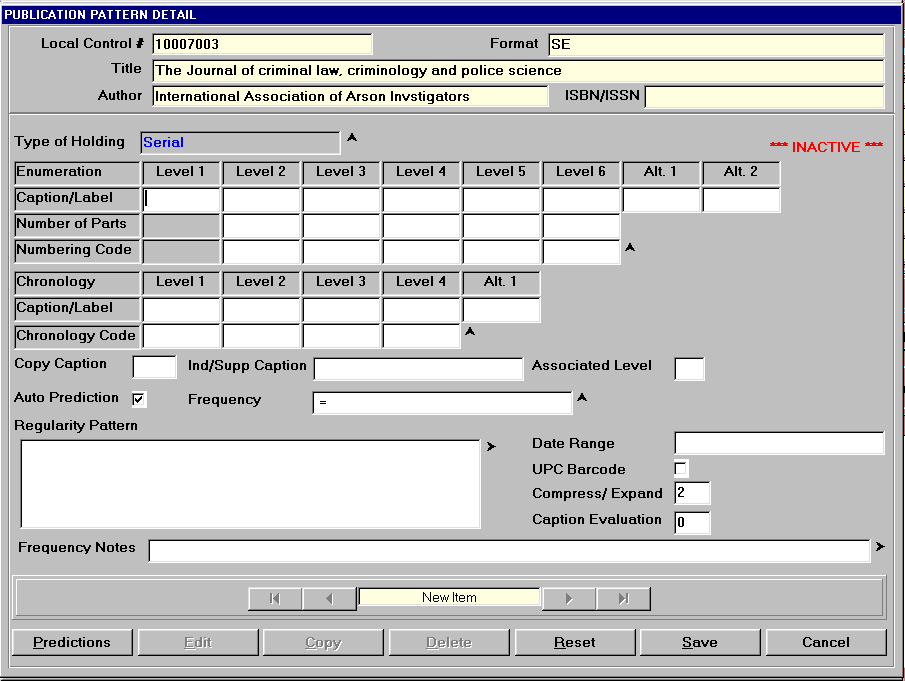 PUBLICATION PATTERN DETAIL
Local Control # 10007003 Format SE
Title The Journal of criminal law, criminology and police science
Author International Association of Arson Invstigators ISBN/ISSN
Type of Holding Serial
*** INACTIVE ***
Enumeration Level 1 Level 2 Level 3 Level 4 Level 5 Level 6 Alt. 1 Alt. 2
Caption/Label
Number of Parts
Numbering Code
Chronology Level 1 Level 2 Level 3 Level 4 Alt. 1
Caption/Label
Chronology Code
Copy Caption Ind/Supp Caption Associated Level
Auto Prediction Frequency =
Regularity Pattern
Date Range
UPC Barcode
Compress/ Expand 2
Caption Evaluation 0
Frequency Notes
New Item
Predictions Edit Copy Delete Reset Save Cancel